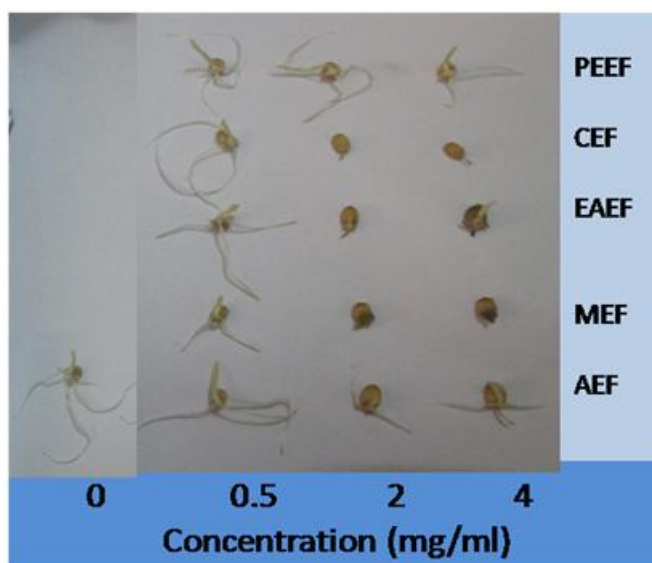 PEEF
CEF
EAEF
MEF
AEF
0 0.5 2 4
Concentration (mg/ml)